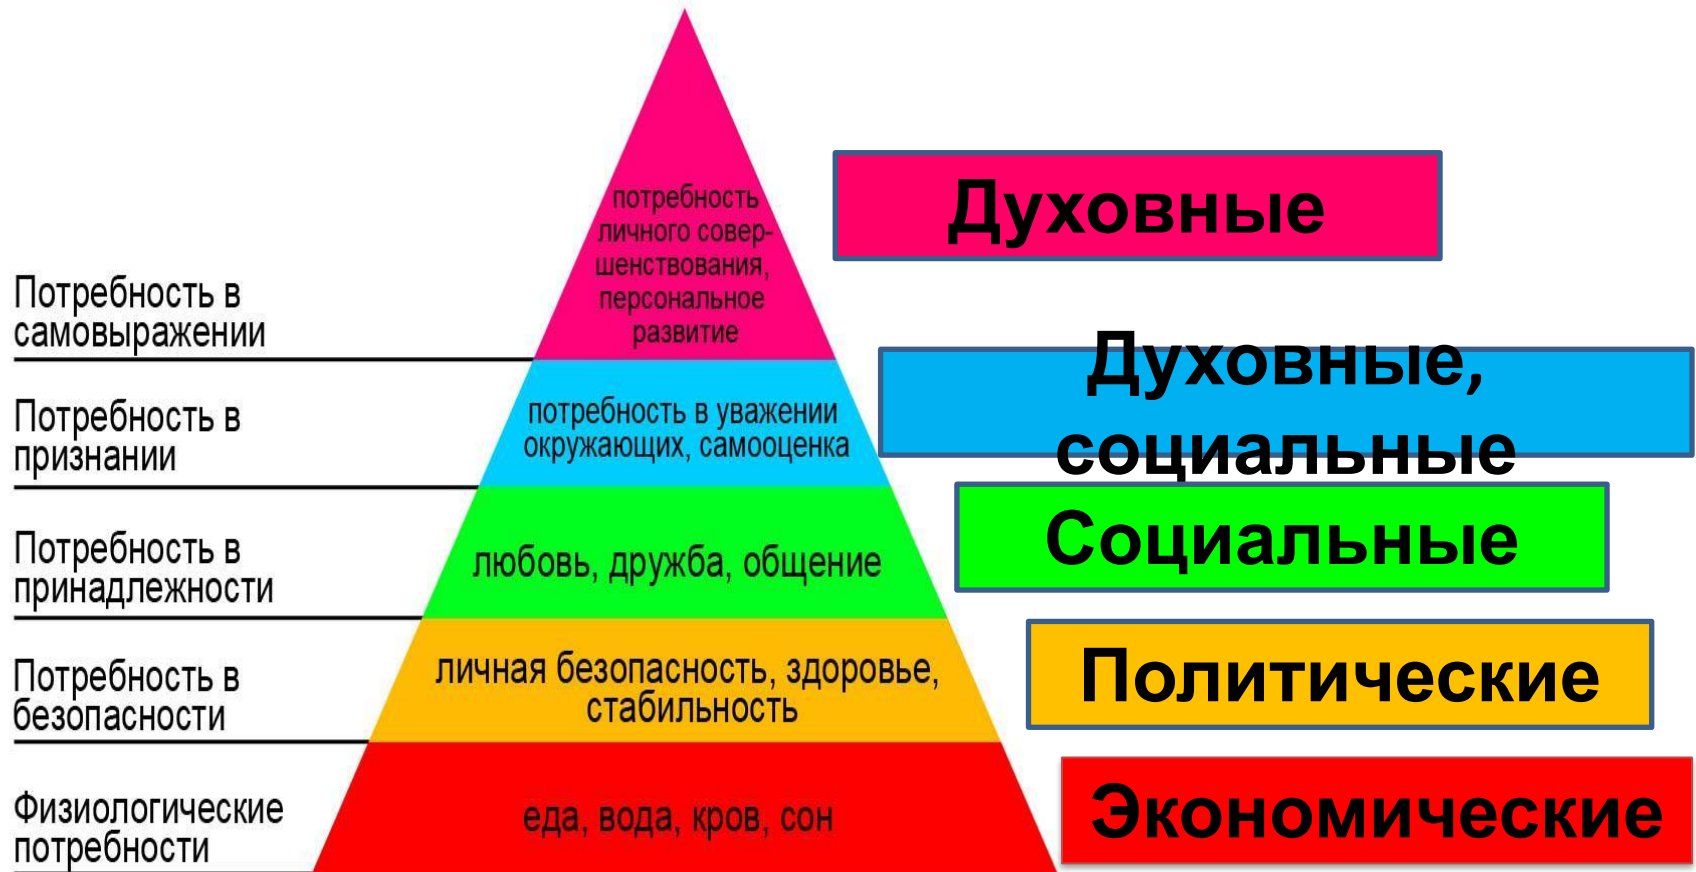 потребность
личного совер-
шенствования,
персональное
развитие
Духовные
Потребность в
самовыражении
Потребность в
признании
потребность в уважении
окружающих, самооценка
Духовные,
социальные
Потребность в
принадлежности
любовь, дружба, общение
Социальные
Потребность в
безопасности
личная безопасность, здоровье,
стабильность
Политические
Физиологические
потребности
еда, вода, кров, сон
Экономические